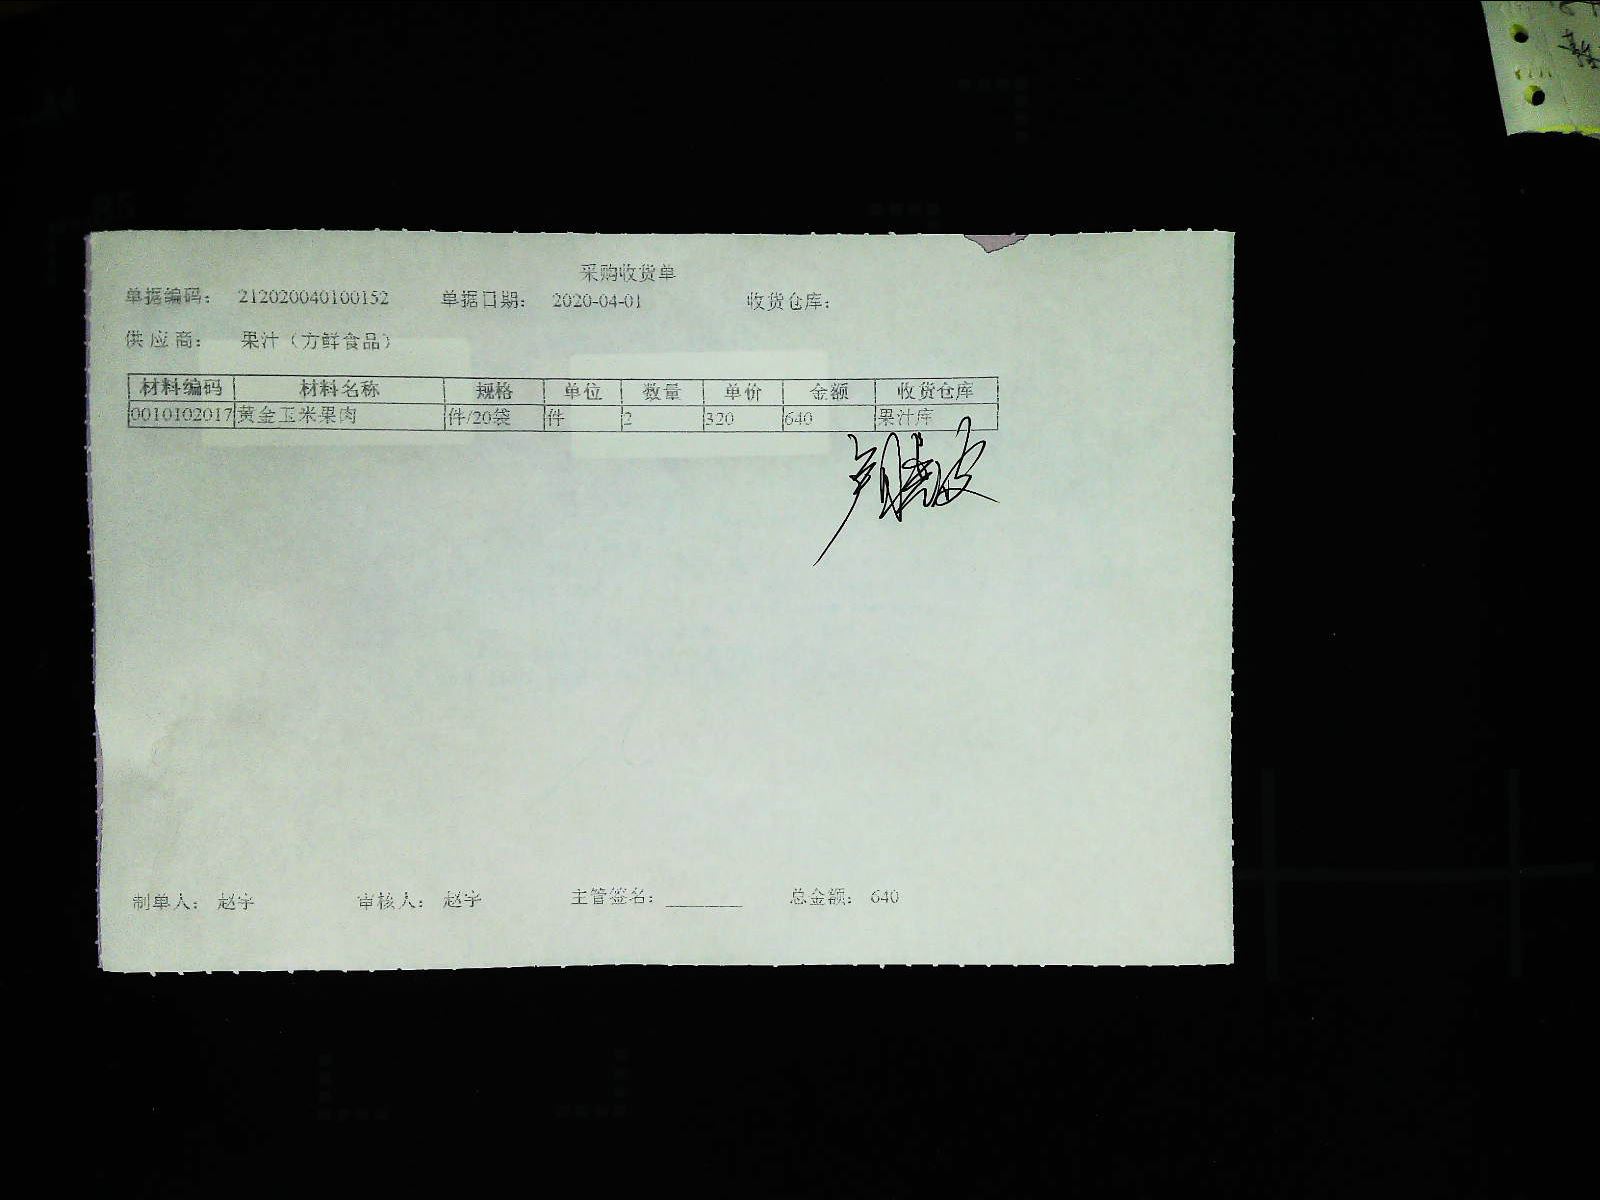 采购收货单
单据编码： 212020040100152 单据日期： 2020-04-01 收货仓库：
供 应 商： 果汁（方鲜食品）
材料编码 材料名称 规格 单位 数量 单价 金额 收货仓库
0010102017 黄金玉米果肉 件/20袋 件 2 320 640 果汁库
制单人： 赵宇 审核人： 赵宇 主管签名：________ 总金额： 640